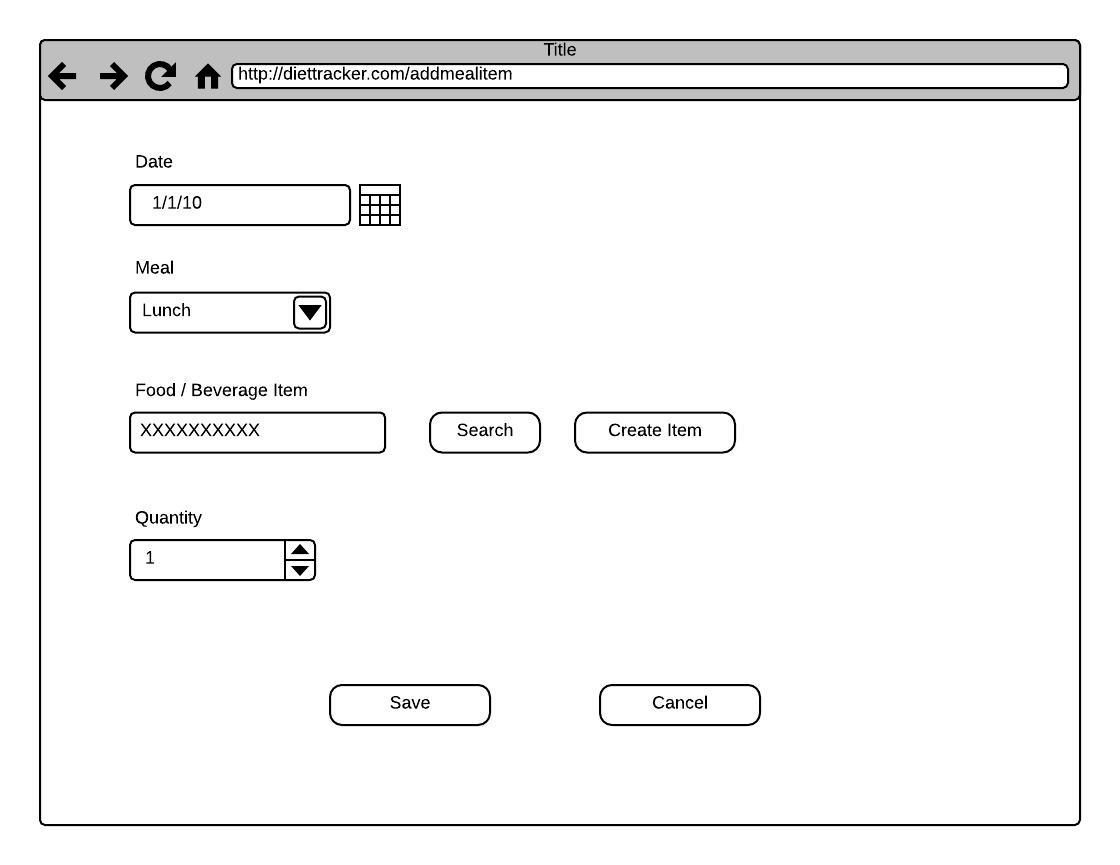 Title
http://diettracker.com/addmealitem
Date
1/1/10
Meal
Lunch
Food / Beverage Item
XXXXXXXXXX
Search
Create Item
Quantity
1
Save
Cancel